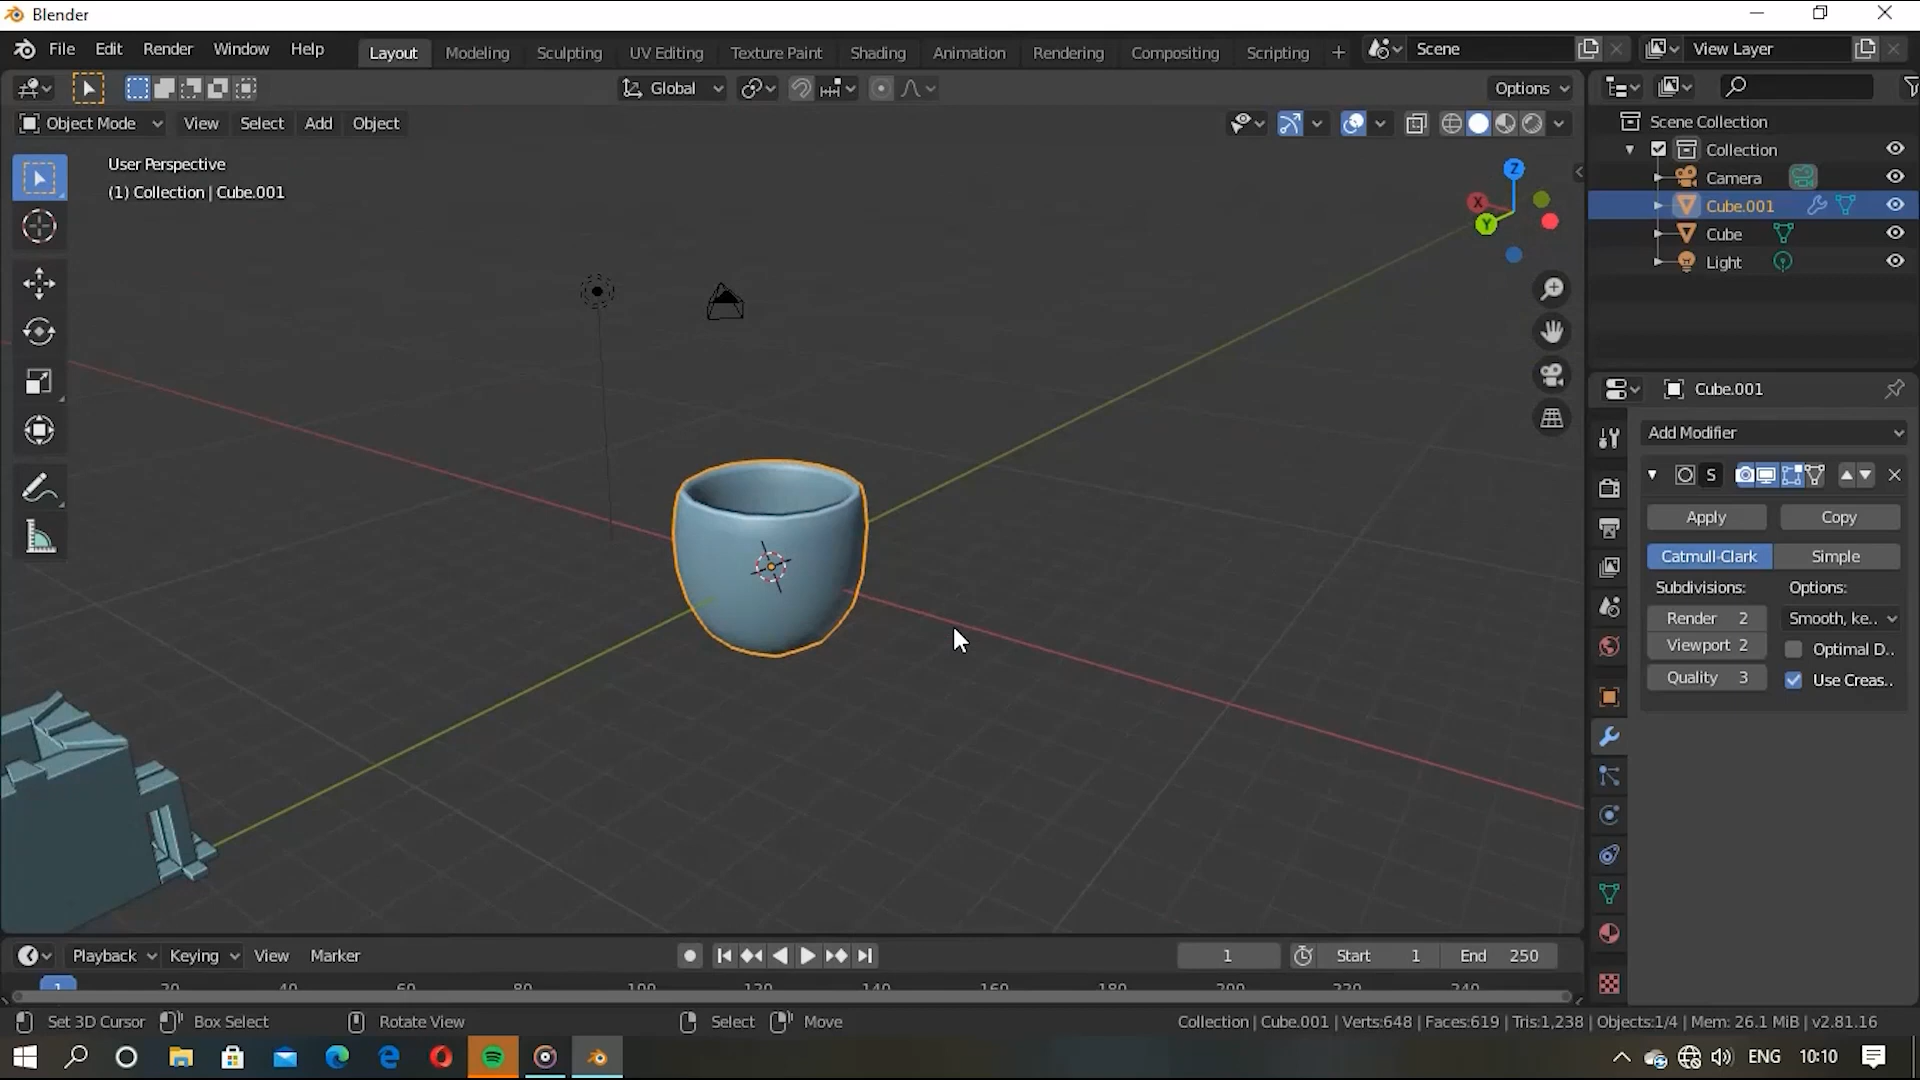 Blender
File Edit Render Window Help Layout Modeling Sculpting UV Editing Texture Paint Shading Animation Rendering Compositing Scripting + Scene View Layer
Global Options
Object Mode View Select Add Object
User Perspective
(1) Collection | Cube.001
Z
X
Y
Scene Collection
Collection
Camera
Cube.001
Cube
Light
Cube.001
Add Modifier
S
Apply Copy
Catmull-Clark Simple
Subdivisions: Options:
Render 2 Smooth, ke..
Viewport 2 Optimal D..
Quality 3 Use Creas..
Playback Keying View Marker 1 Start 1 End 250
1 20 40 60 80 100 120 140 160 180 200 220 240
Set 3D Cursor Box Select Rotate View Select Move Collection | Cube.001 | Verts:648 | Faces:619 | Tris:1,238 | Objects:1/4 | Mem: 26.1 MiB | v2.81.16
ENG 10:10